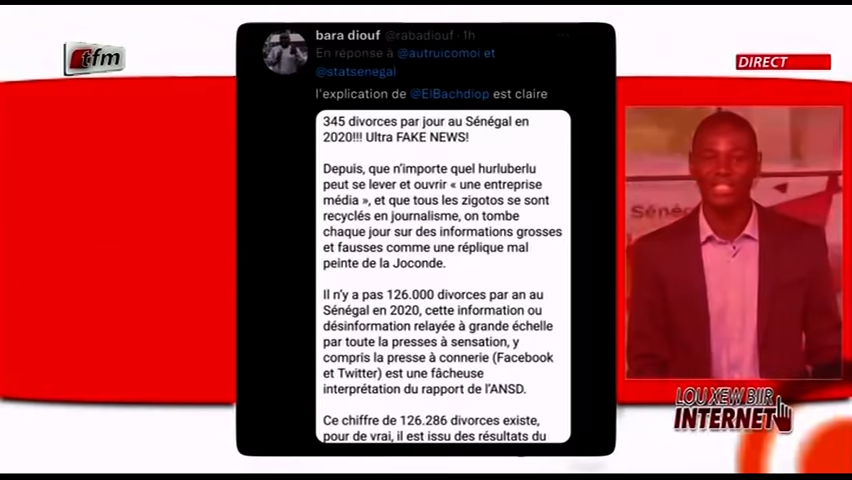 tfm
bara diouf @rabadiouf · 1h
En réponse à @autruicomoi et
@statsenegal
l'explication de @ElBachdiop est claire
345 divorces par jour au Sénégal en
2020!!! Ultra FAKE NEWS!
Depuis, que n'importe quel hurluberlu
peut se lever et ouvrir « une entreprise
média », et que tous les zigotos se sont
recyclés en journalisme, on tombe
chaque jour sur des informations grosses
et fausses comme une réplique mal
peinte de la Joconde.
Il n'y a pas 126.000 divorces par an au
Sénégal en 2020, cette information ou
désinformation relayée à grande échelle
par toute la presses à sensation, y
compris la presse à connerie (Facebook
et Twitter) est une fâcheuse
interprétation du rapport de l'ANSD.
Ce chiffre de 126.286 divorces existe,
pour de vrai, il est issu des résultats du
DIRECT
Sénég
LOU XEW BIIR
INTERNET